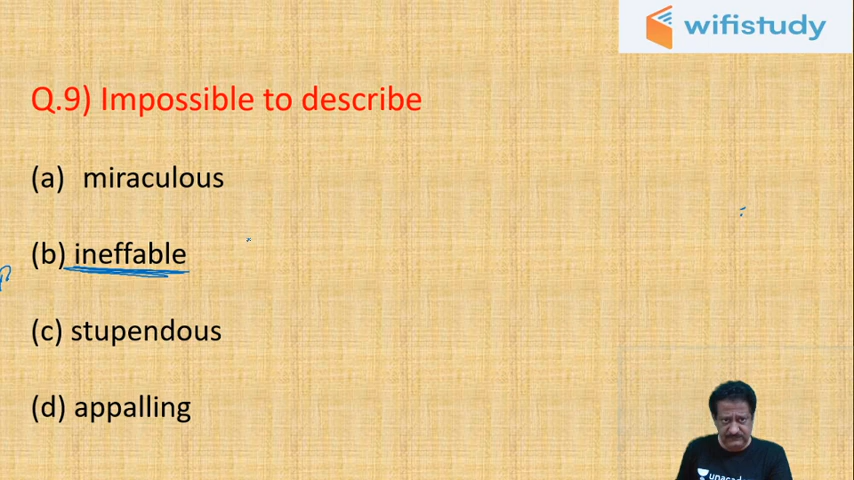 wifistudy
Q.9) Impossible to describe
(a) miraculous
(b) ineffable
(c) stupendous
(d) appalling